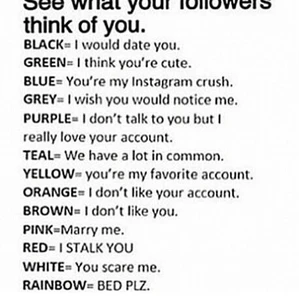 See what your followers
think of you.
BLACK= I would date you.
GREEN= I think you're cute.
BLUE= You're my Instagram crush.
GREY= I wish you would notice me.
PURPLE= I don't talk to you but I
really love your account.
TEAL= We have a lot in common.
YELLOW= you're my favorite account.
ORANGE= I don't like your account.
BROWN= I don't like you.
PINK=Marry me.
RED= I STALK YOU
WHITE= You scare me.
RAINBOW= BED PLZ.